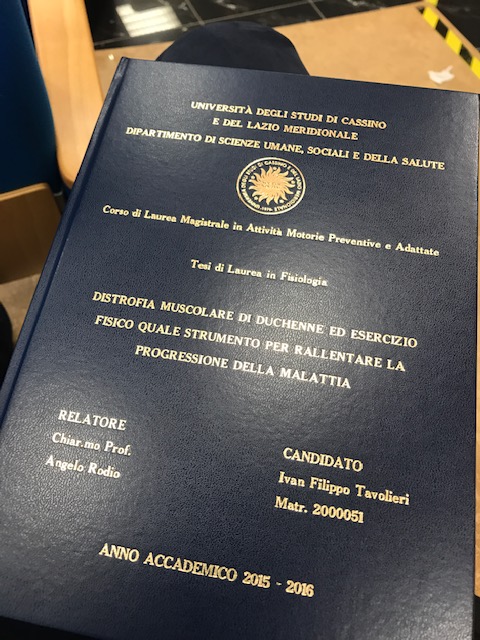 UNIVERSITÀ DEGLI STUDI DI CASSINO
E DEL LAZIO MERIDIONALE
DIPARTIMENTO DI SCIENZE UMANE, SOCIALI E DELLA SALUTE
Corso di Laurea Magistrale in Attività Motorie Preventive e Adattate
Tesi di Laurea in Fisiologia
DISTROFIA MUSCOLARE DI DUCHENNE ED ESERCIZIO
FISICO QUALE STRUMENTO PER RALLENTARE LA
PROGRESSIONE DELLA MALATTIA
RELATORE
Chiar.mo Prof.
Angelo Rodio
CANDIDATO
Ivan Filippo Tavolieri
Matr. 2000051
ANNO ACCADEMICO 2015 - 2016